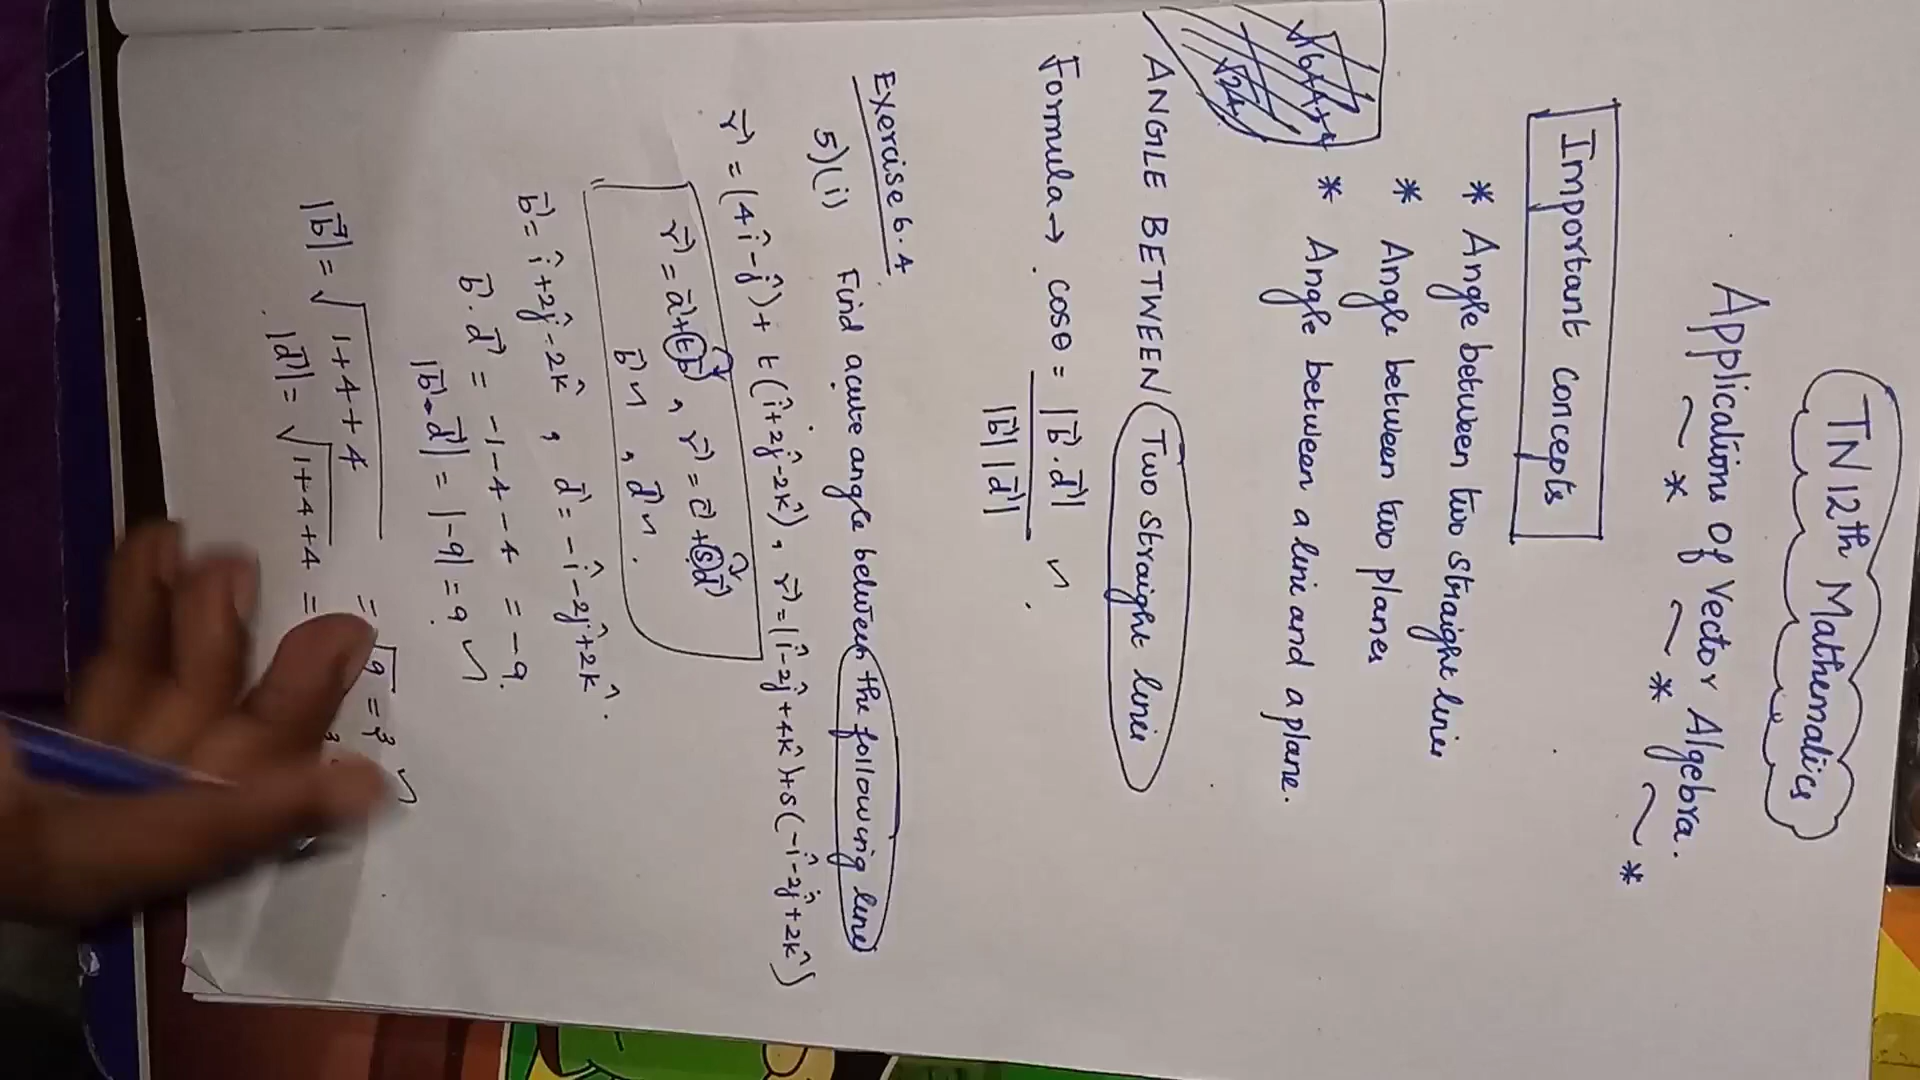 TN 12th Mathematics
Applications Of Vector Algebra.
Important concepts
* Angle between two straight lines
* Angle between two planes
* Angle between a line and a plane.
ANGLE BETWEEN Two straight lines
Formula → cosθ = |b⃗·d⃗| / |b⃗| |d⃗|
Exercise 6.4
5)(i) Find acute angle between the following lines
r⃗ = (4î-ĵ) + t(î+2ĵ-2k̂), r⃗ = (î-2ĵ+4k̂)+s(-î-2ĵ+2k̂)
r⃗ = a⃗+tb⃗, r⃗ = c⃗+sd⃗
b⃗, d⃗
b⃗ = î+2ĵ-2k̂, d⃗ = -î-2ĵ+2k̂.
b⃗·d⃗ = -1-4-4 = -9.
|b⃗·d⃗| = |-9| = 9
|b⃗| = √1+4+4 = √9 = 3
|d⃗| = √1+4+4 = 3